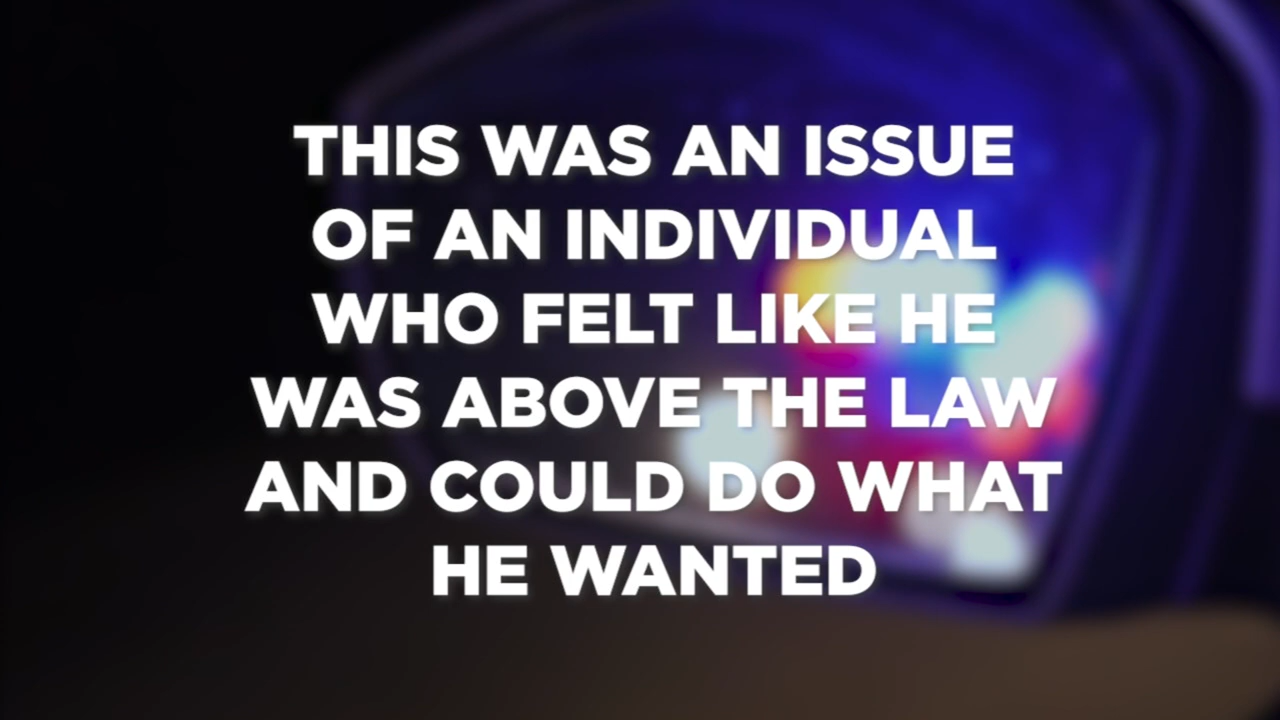 THIS WAS AN ISSUE
OF AN INDIVIDUAL
WHO FELT LIKE HE
WAS ABOVE THE LAW
AND COULD DO WHAT
HE WANTED